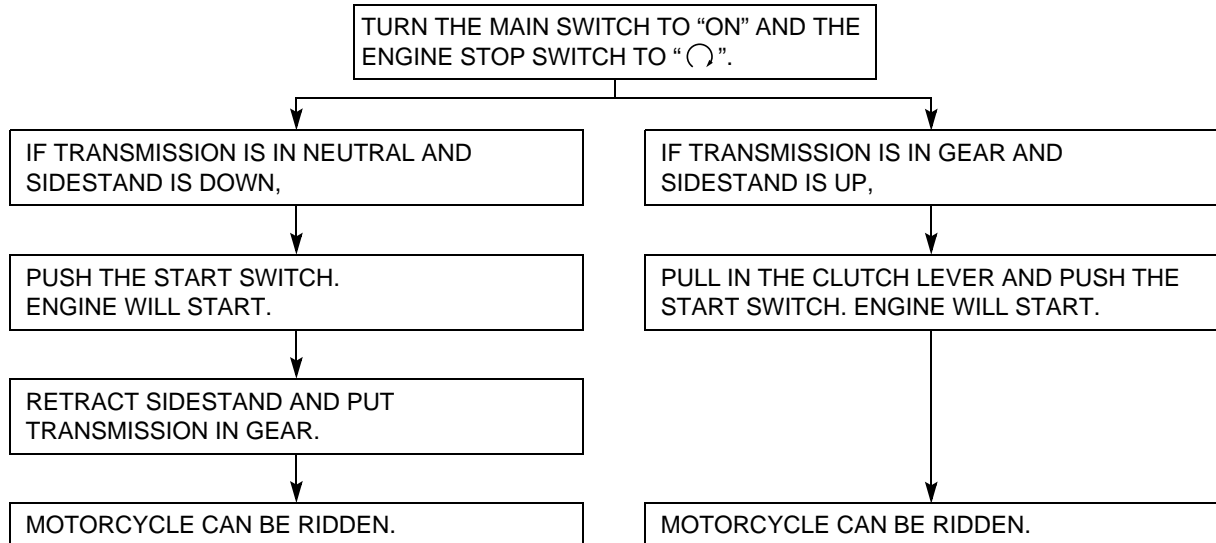 TURN THE MAIN SWITCH TO “ON” AND THE
ENGINE STOP SWITCH TO “ ”.
IF TRANSMISSION IS IN NEUTRAL AND
SIDESTAND IS DOWN,
PUSH THE START SWITCH.
ENGINE WILL START.
RETRACT SIDESTAND AND PUT
TRANSMISSION IN GEAR.
MOTORCYCLE CAN BE RIDDEN.
IF TRANSMISSION IS IN GEAR AND
SIDESTAND IS UP,
PULL IN THE CLUTCH LEVER AND PUSH THE
START SWITCH. ENGINE WILL START.
MOTORCYCLE CAN BE RIDDEN.